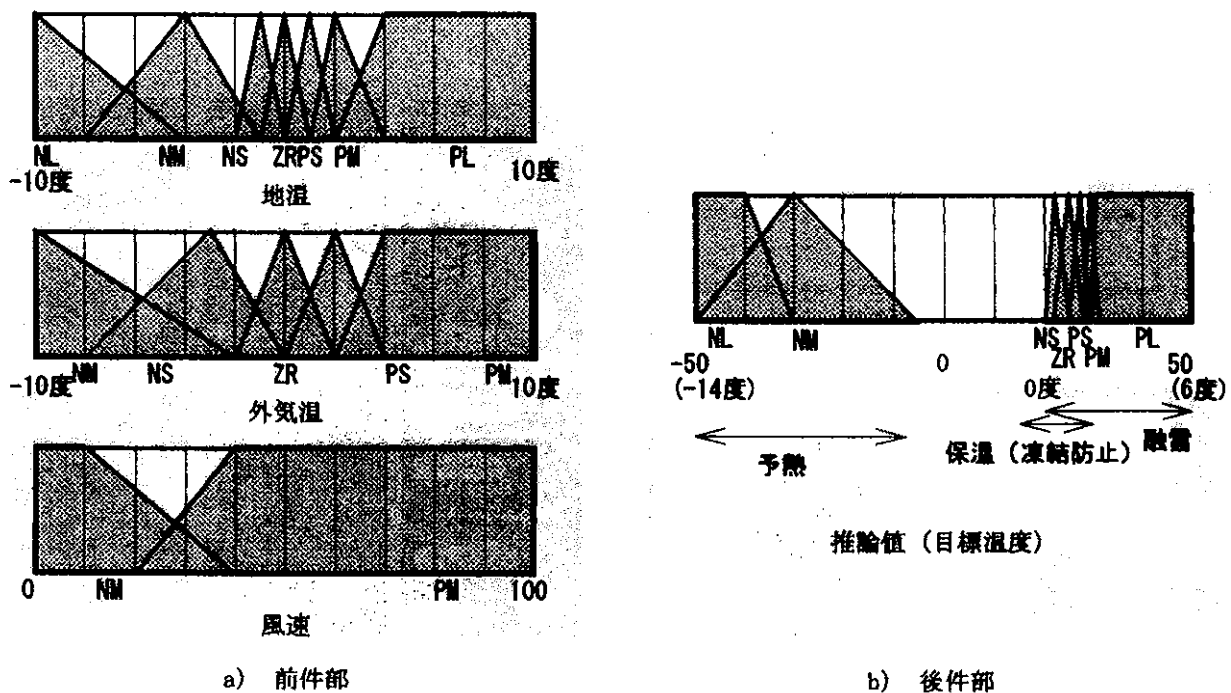 NL NM NS ZR PS PM PL
-10度 10度
地温
NM NS ZR PS PM
-10度 10度
外気温
0 NM PM 100
風速
a) 前件部
NL NM NS PS PL
ZR PM
-50 0 50
(-14度) 0度 (6度)
予熱 保温 (凍結防止) 融雪
推論値 (目標温度)
b) 後件部